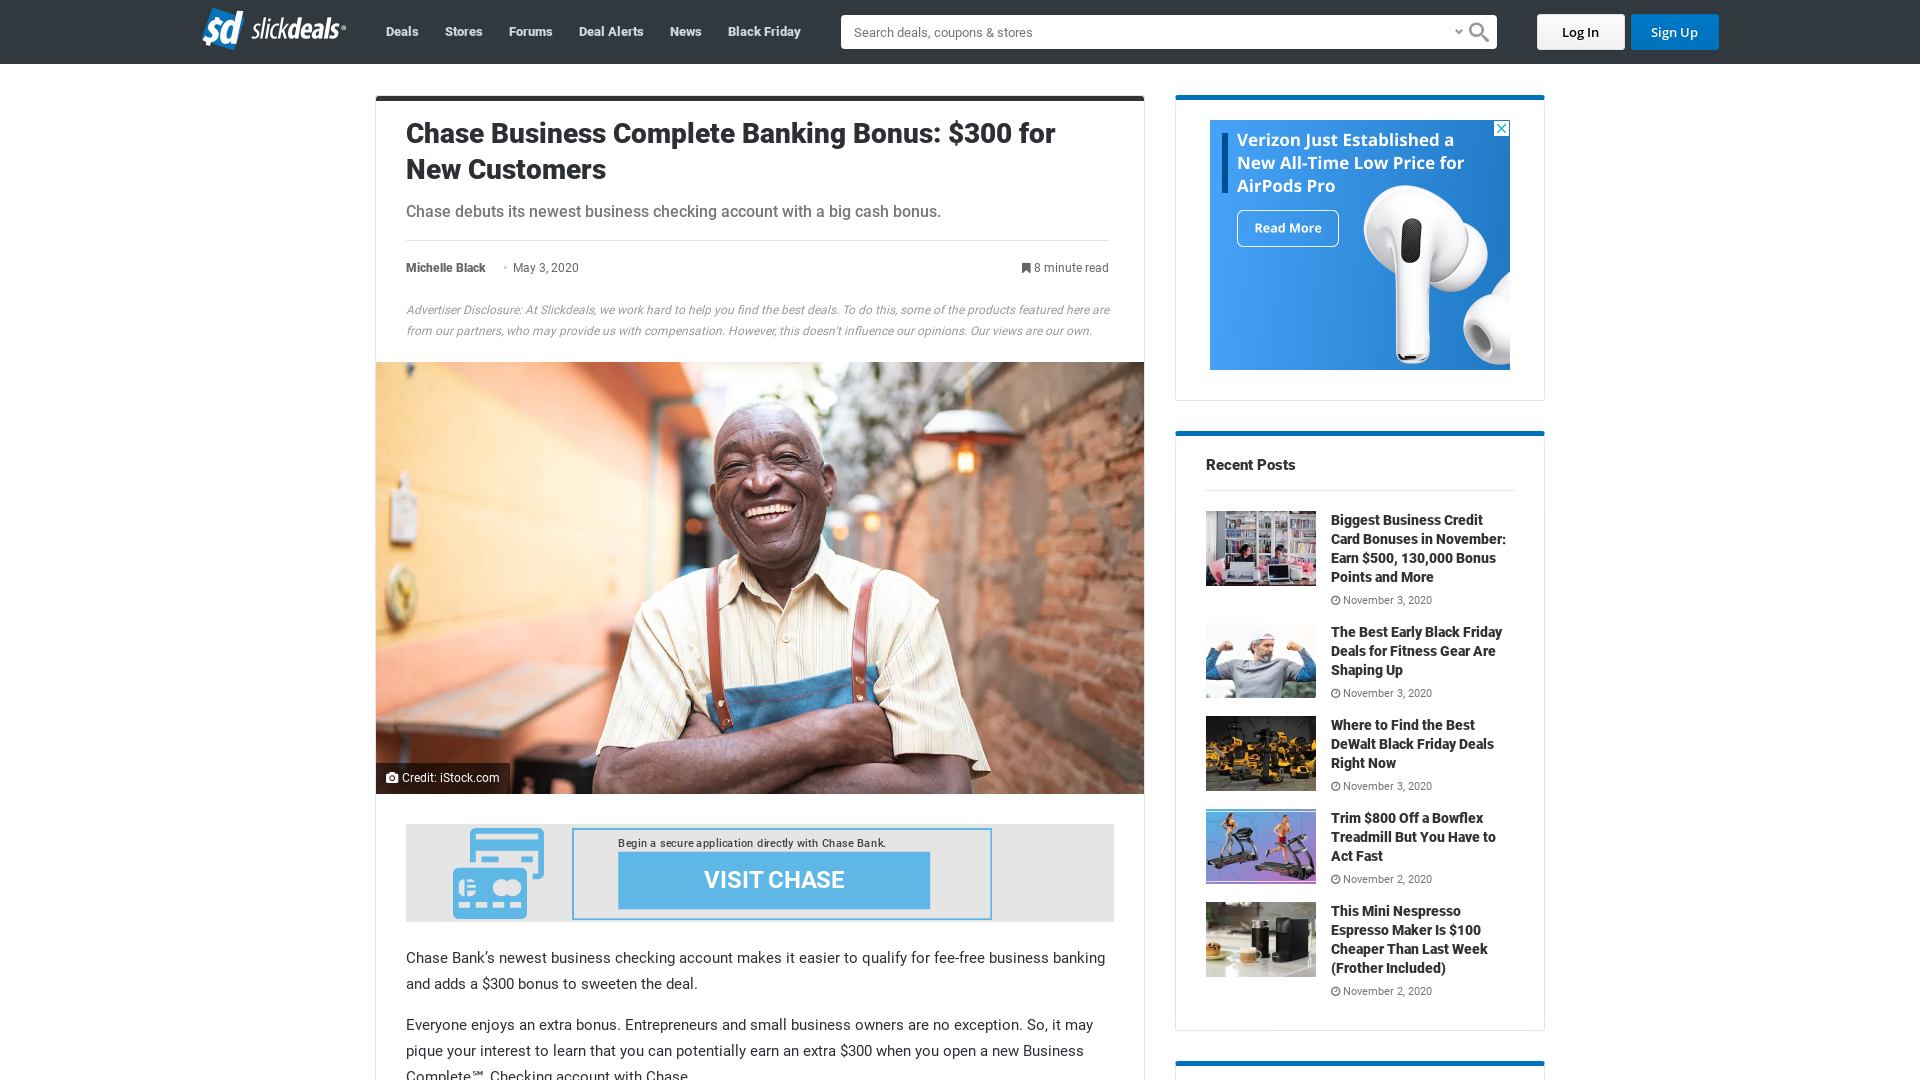 $d slickdeals®
Deals
Stores
Forums
Deal Alerts
News
Black Friday
Search deals, coupons & stores
Log In
Sign Up
Chase Business Complete Banking Bonus: $300 for
New Customers
Chase debuts its newest business checking account with a big cash bonus.
Michelle Black • May 3, 2020
8 minute read
Advertiser Disclosure: At Slickdeals, we work hard to help you find the best deals. To do this, some of the products featured here are
from our partners, who may provide us with compensation. However, this doesn’t influence our opinions. Our views are our own.
Credit: iStock.com
Begin a secure application directly with Chase Bank.
VISIT CHASE
Chase Bank’s newest business checking account makes it easier to qualify for fee-free business banking
and adds a $300 bonus to sweeten the deal.
Everyone enjoys an extra bonus. Entrepreneurs and small business owners are no exception. So, it may
pique your interest to learn that you can potentially earn an extra $300 when you open a new Business
Complete℠ Checking account with Chase.
Verizon Just Established a
New All-Time Low Price for
AirPods Pro
Read More
Recent Posts
Biggest Business Credit
Card Bonuses in November:
Earn $500, 130,000 Bonus
Points and More
November 3, 2020
The Best Early Black Friday
Deals for Fitness Gear Are
Shaping Up
November 3, 2020
Where to Find the Best
DeWalt Black Friday Deals
Right Now
November 3, 2020
Trim $800 Off a Bowflex
Treadmill But You Have to
Act Fast
November 2, 2020
This Mini Nespresso
Espresso Maker Is $100
Cheaper Than Last Week
(Frother Included)
November 2, 2020